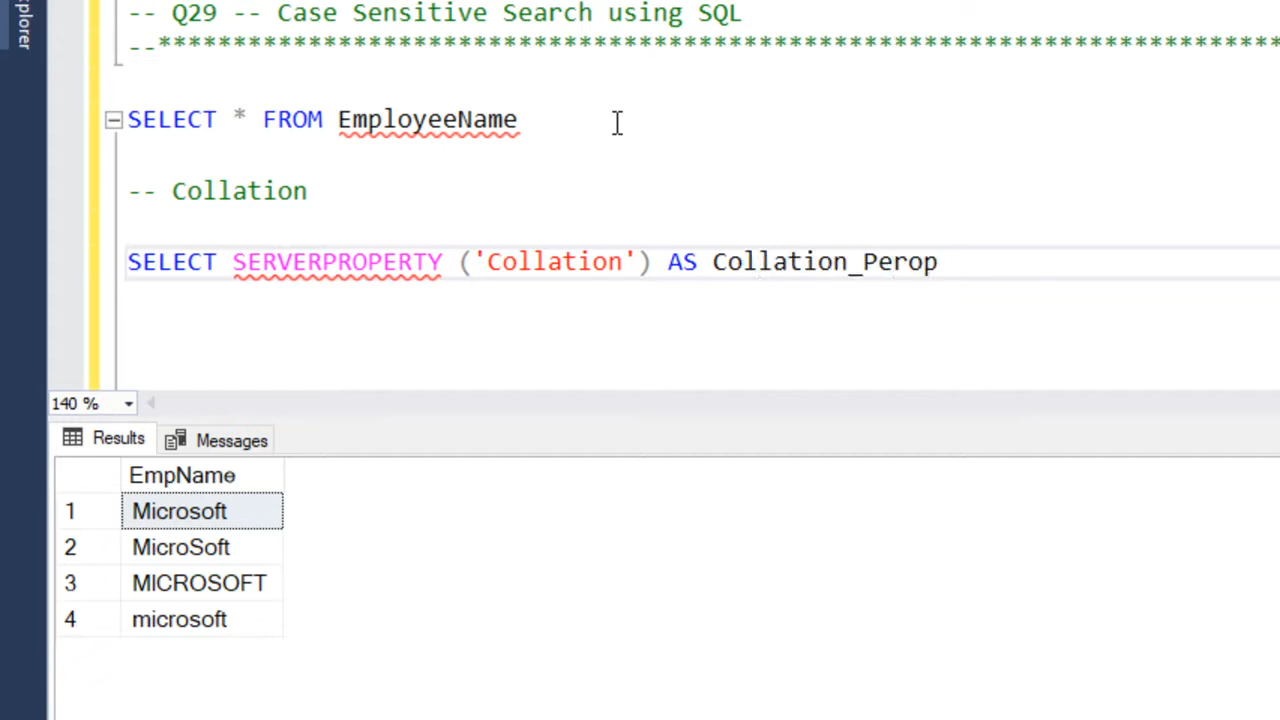 xplorer
-- Q29 -- Case Sensitive Search using SQL
--****************************************************************************
SELECT * FROM EmployeeName
-- Collation
SELECT SERVERPROPERTY ('Collation') AS Collation_Perop
140 %
Results Messages
EmpName
1 Microsoft
2 MicroSoft
3 MICROSOFT
4 microsoft